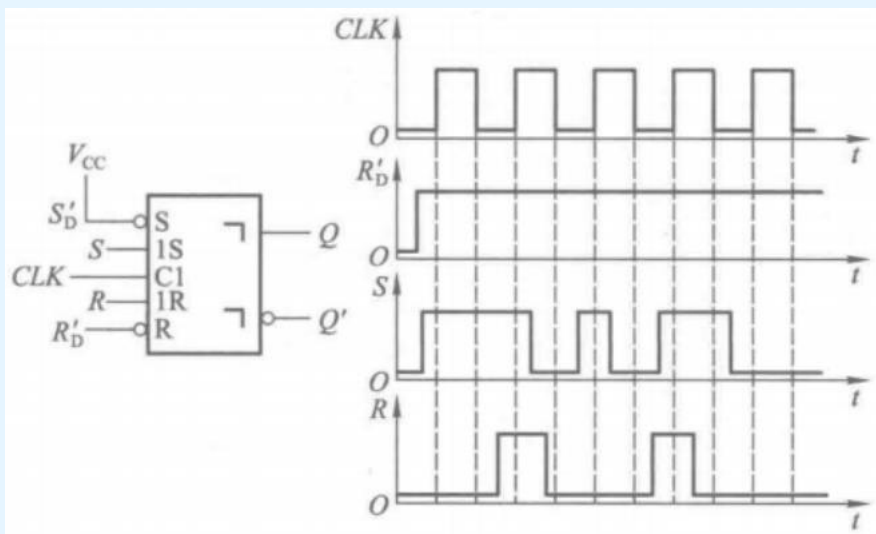 V_CC
S'_D
S
1S
S
Q
CLK
C1
R
1R
R'_D
R
Q'
CLK
O
t
R'_D
O
t
S
O
t
R
O
t